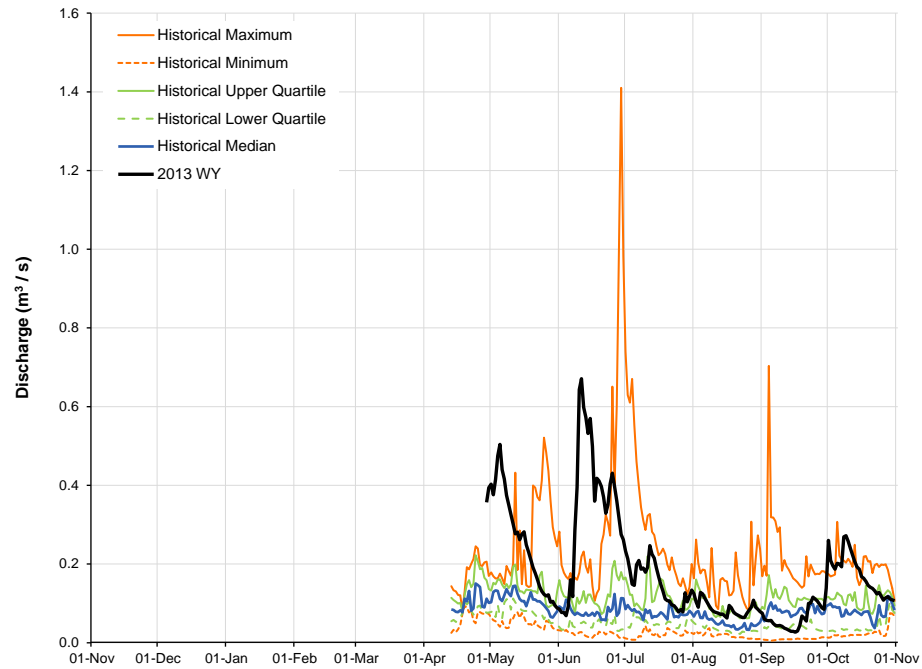 Discharge (m³ / s)
1.6
1.4
1.2
1.0
0.8
0.6
0.4
0.2
0.0
Historical Maximum
Historical Minimum
Historical Upper Quartile
Historical Lower Quartile
Historical Median
2013 WY
01-Nov 01-Dec 01-Jan 01-Feb 01-Mar 01-Apr 01-May 01-Jun 01-Jul 01-Aug 01-Sep 01-Oct 01-Nov